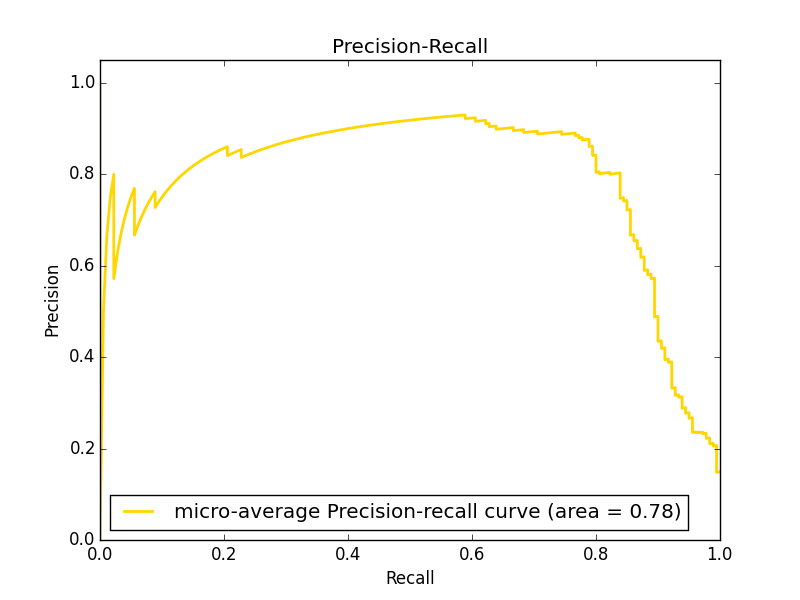 Precision-Recall
1.0
0.8
0.6
0.4
0.2
0.0
Precision
micro-average Precision-recall curve (area = 0.78)
0.0 0.2 0.4 0.6 0.8 1.0
Recall